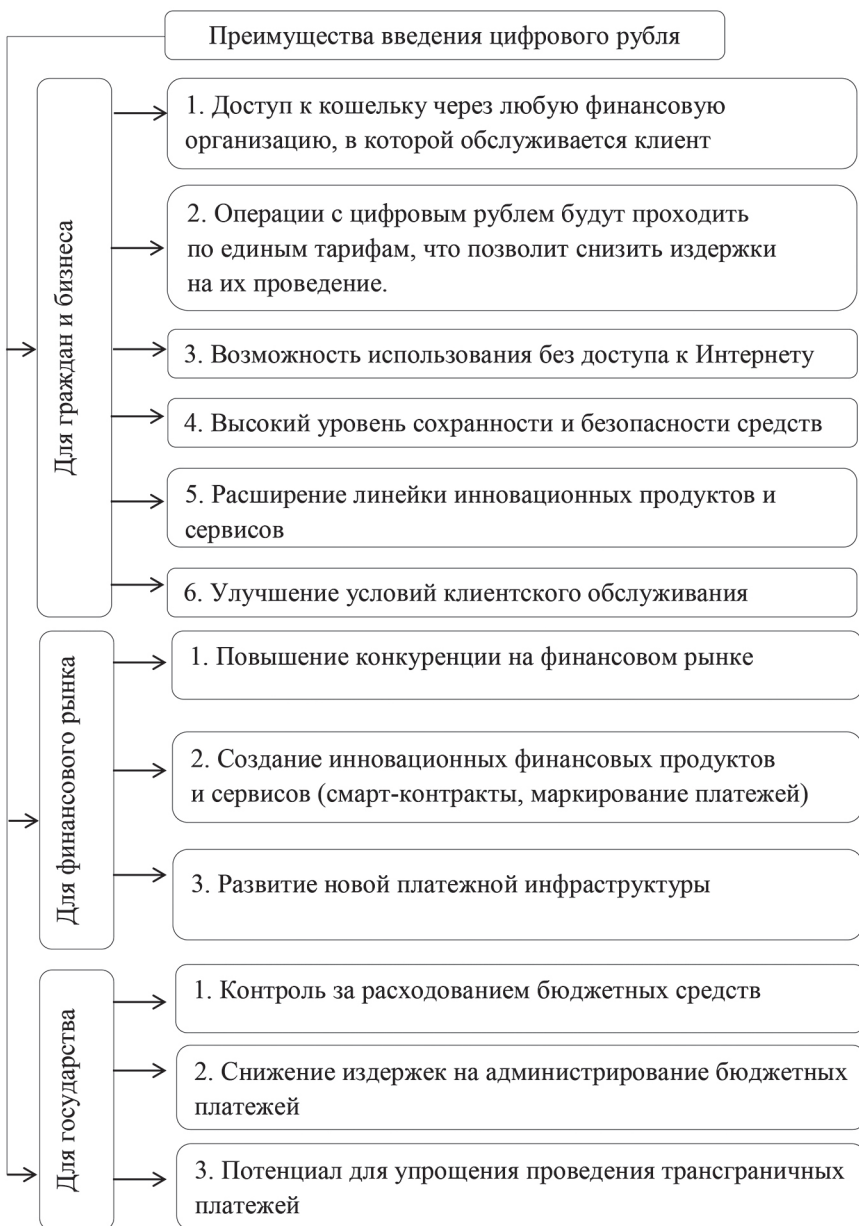 Преимущества введения цифрового рубля
Для граждан и бизнеса
1. Доступ к кошельку через любую финансовую
организацию, в которой обслуживается клиент
2. Операции с цифровым рублем будут проходить
по единым тарифам, что позволит снизить издержки
на их проведение.
3. Возможность использования без доступа к Интернету
4. Высокий уровень сохранности и безопасности средств
5. Расширение линейки инновационных продуктов и
сервисов
6. Улучшение условий клиентского обслуживания
Для финансового рынка
1. Повышение конкуренции на финансовом рынке
2. Создание инновационных финансовых продуктов
и сервисов (смарт-контракты, маркирование платежей)
3. Развитие новой платежной инфраструктуры
Для государства
1. Контроль за расходованием бюджетных средств
2. Снижение издержек на администрирование бюджетных
платежей
3. Потенциал для упрощения проведения трансграничных
платежей